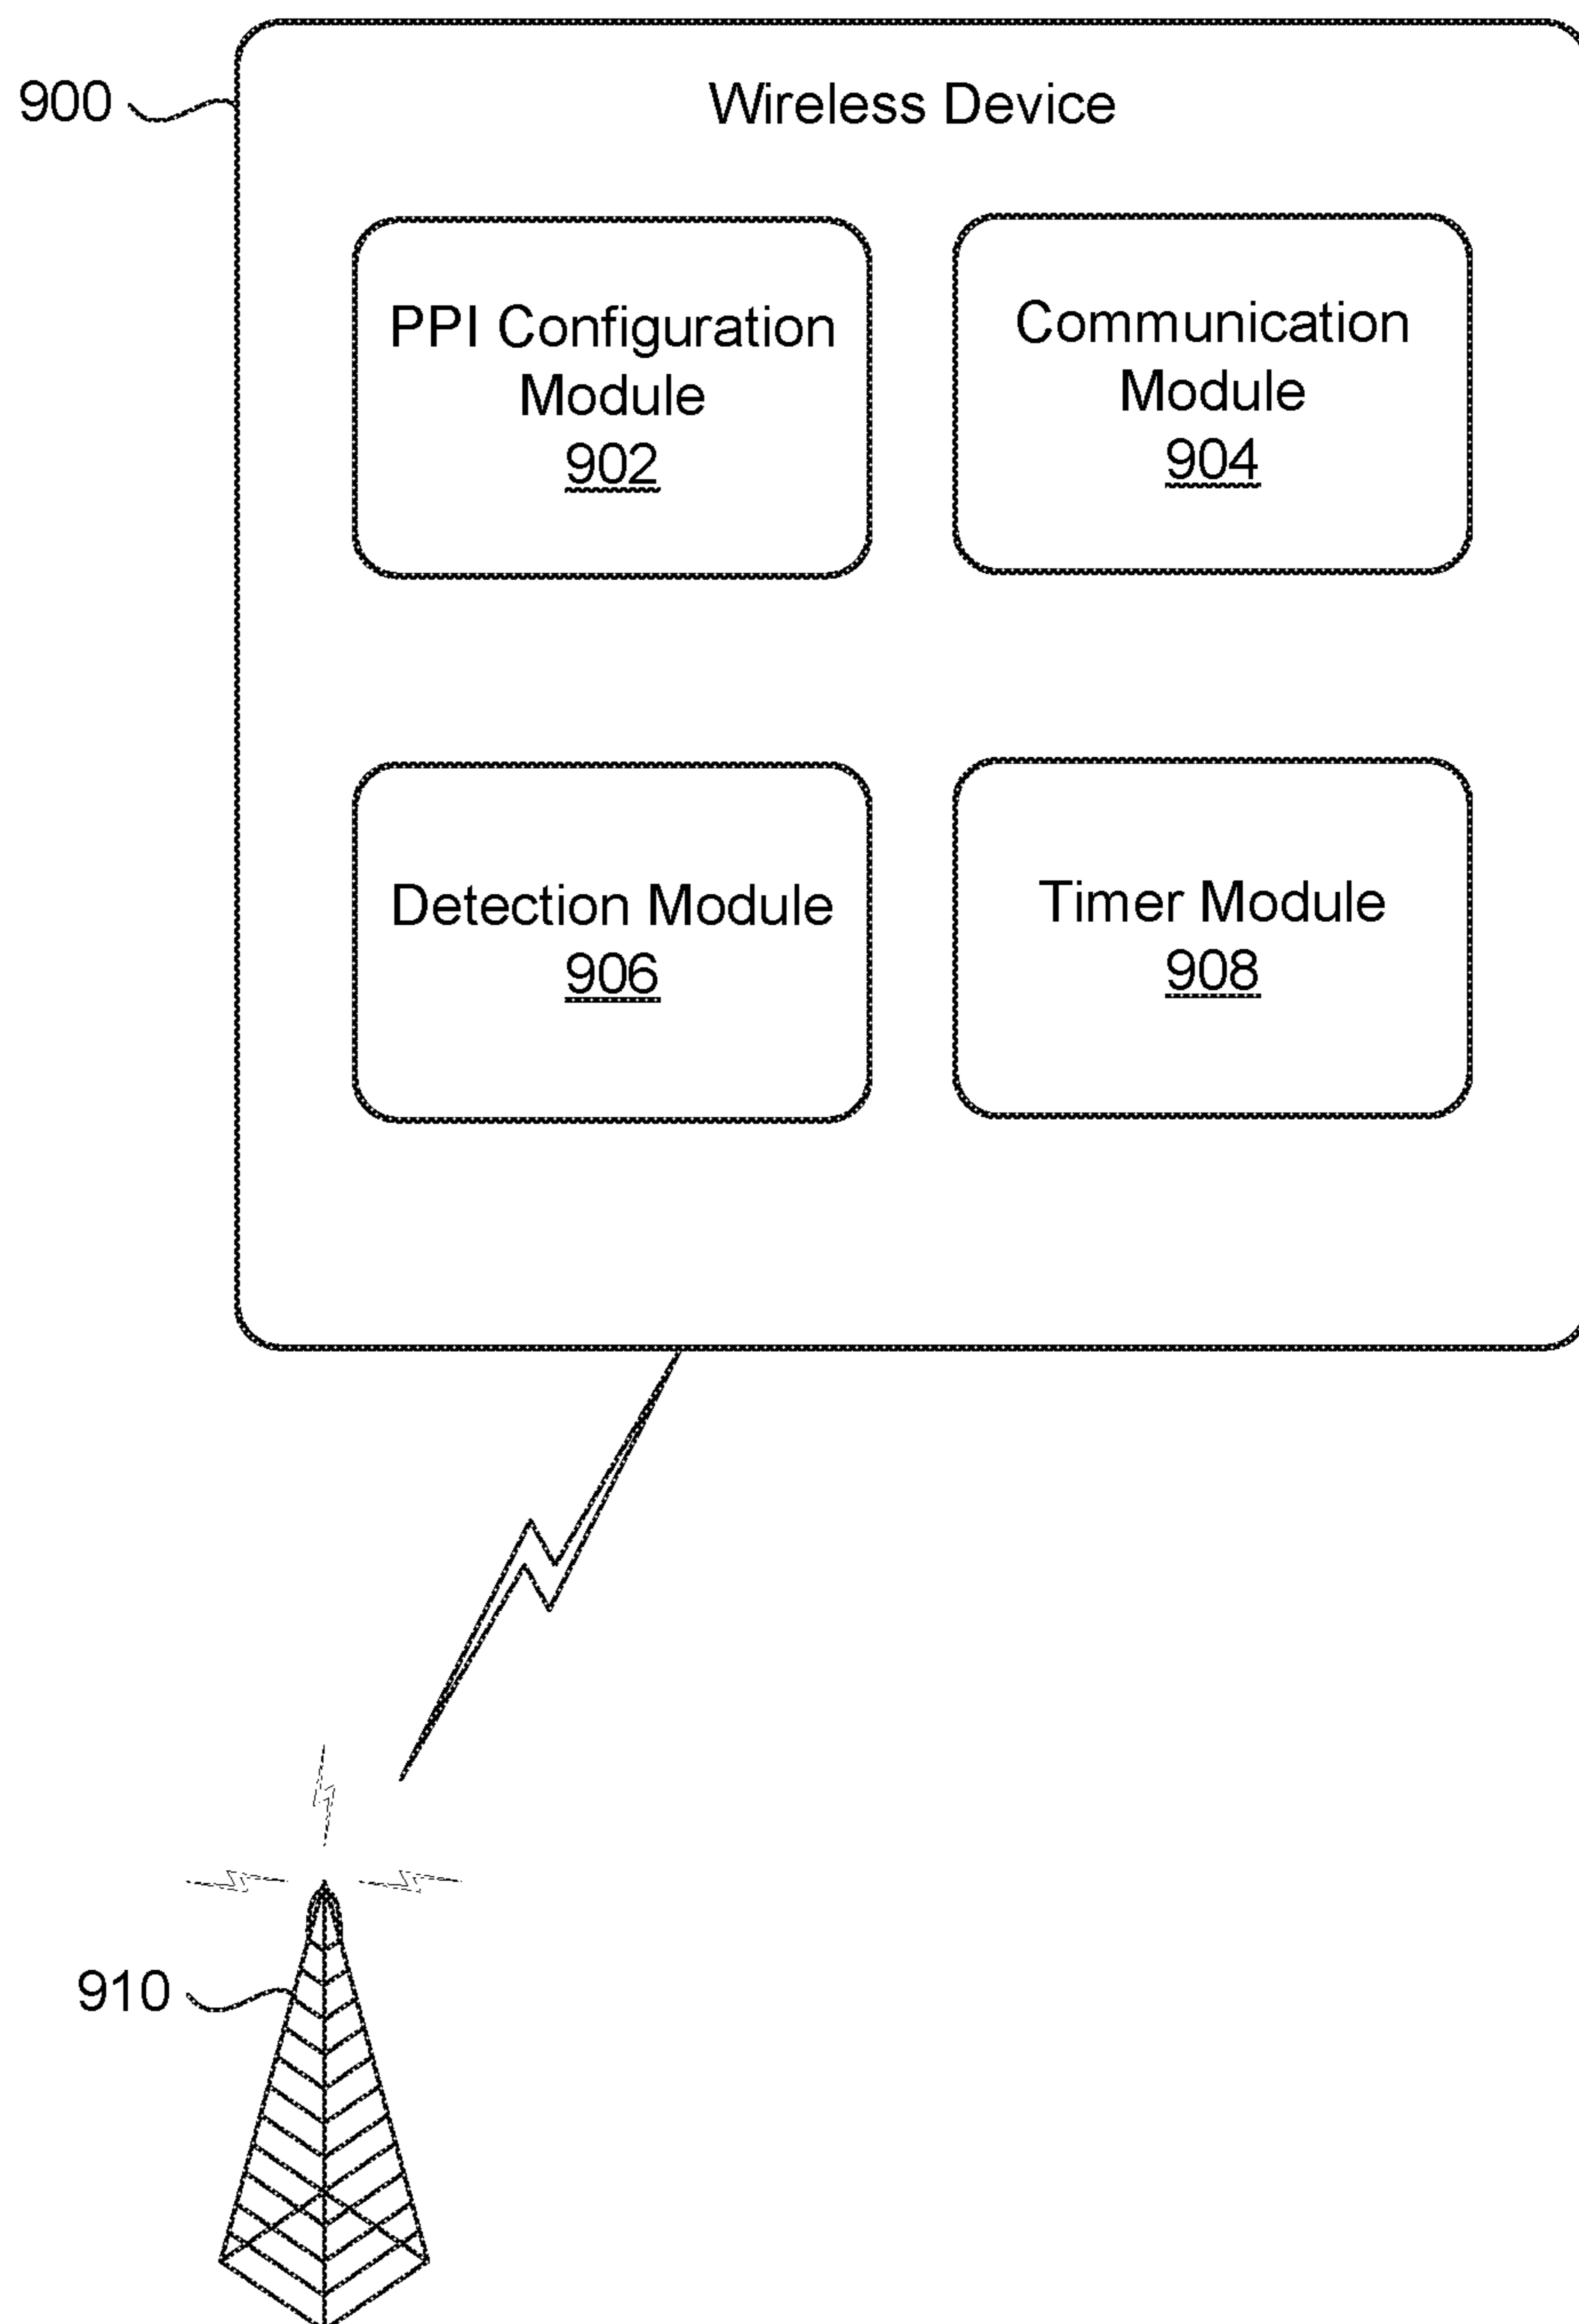 900
Wireless Device
PPI Configuration
Module
902
Communication
Module
904
Detection Module
906
Timer Module
908
910